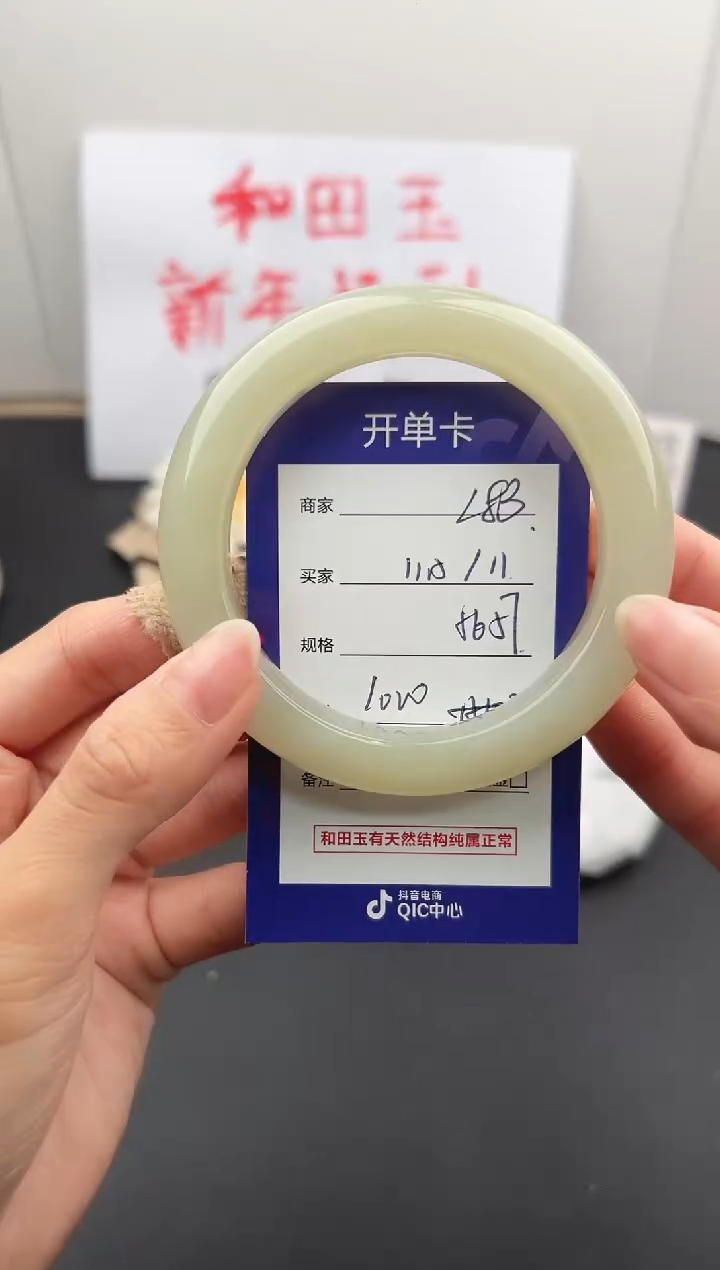 和田玉
新年
开单卡
商家 L83.
买家 110/11
规格
1000
备注
和田玉有天然结构纯属正常
抖音电商
QIC中心